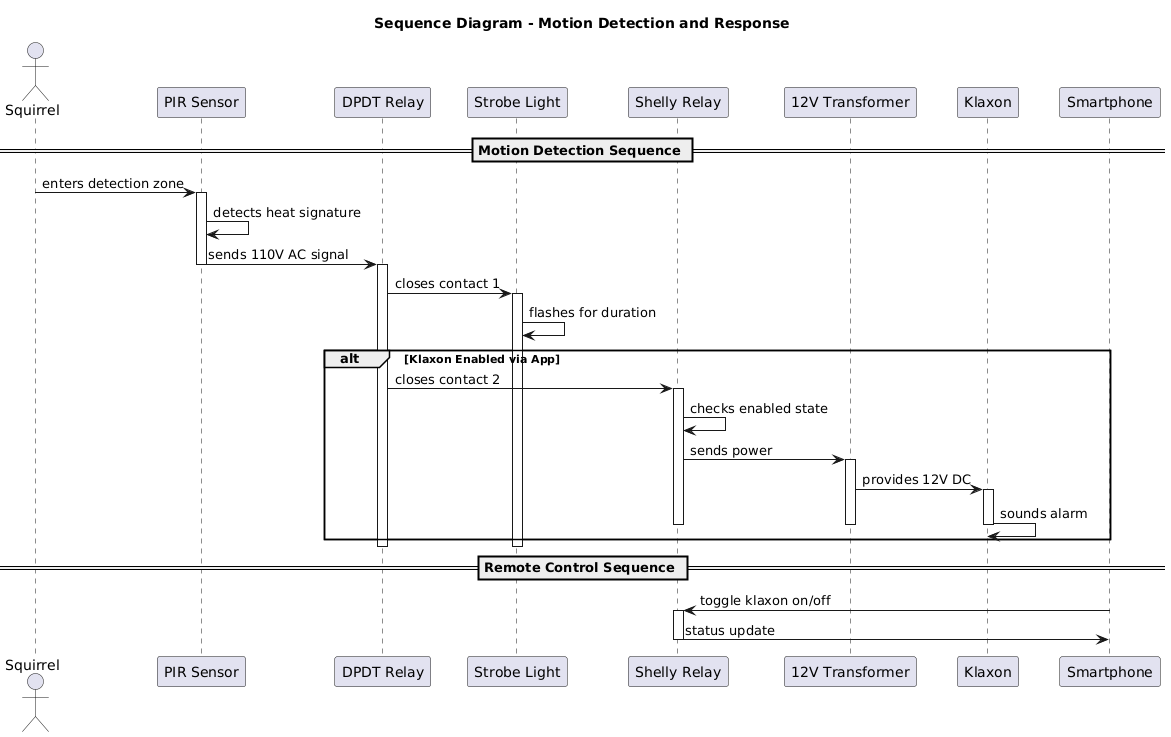 Sequence Diagram - Motion Detection and Response
Squirrel
PIR Sensor
DPDT Relay
Strobe Light
Shelly Relay
12V Transformer
Klaxon
Smartphone
Motion Detection Sequence
enters detection zone
detects heat signature
sends 110V AC signal
closes contact 1
flashes for duration
alt
[Klaxon Enabled via App]
closes contact 2
checks enabled state
sends power
provides 12V DC
sounds alarm
Remote Control Sequence
toggle klaxon on/off
status update
Squirrel
PIR Sensor
DPDT Relay
Strobe Light
Shelly Relay
12V Transformer
Klaxon
Smartphone